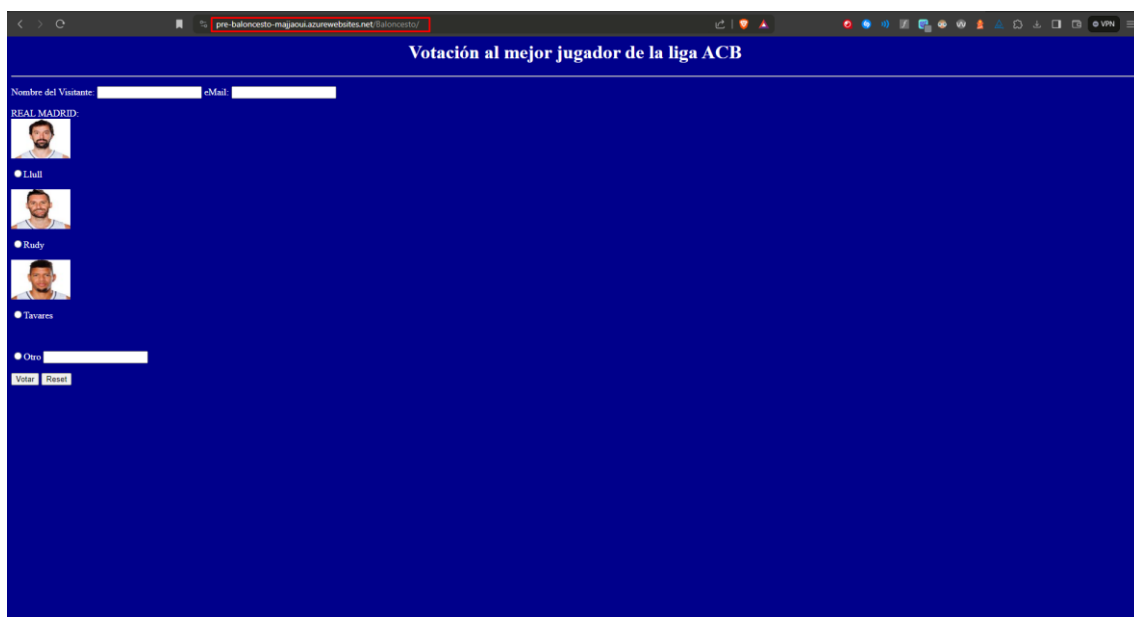 pre-baloncesto-majjaoui.azurewebsites.net/Baloncesto/
VPN
Votación al mejor jugador de la liga ACB
Nombre del Visitante: eMail:
REAL MADRID:
Llull
Rudy
Tavares
Otro
Votar Reset